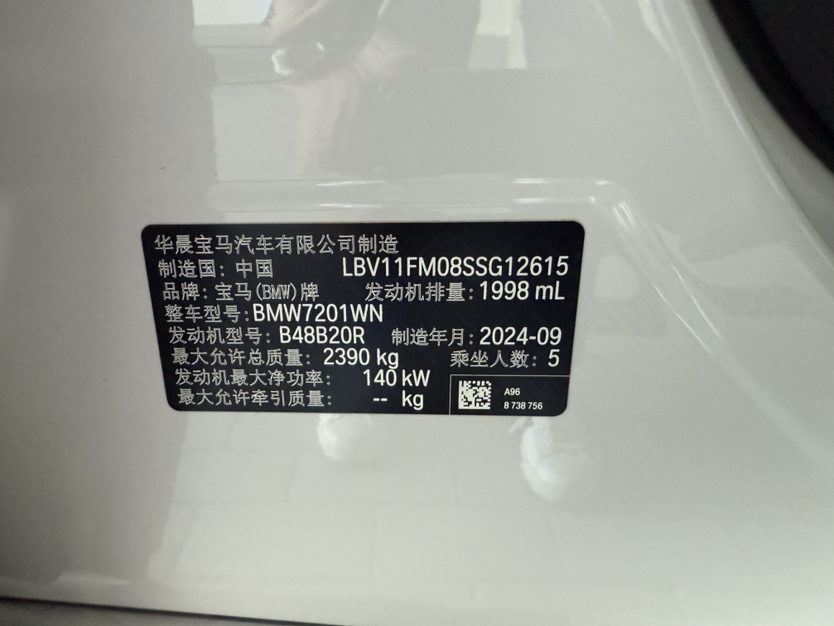 华晨宝马汽车有限公司制造
制造国：中国 LBV11FM08SSG12615
品牌：宝马(BMW)牌 发动机排量：1998 mL
整车型号：BMW7201WN
发动机型号：B48B20R 制造年月：2024-09
最大允许总质量：2390 kg 乘坐人数：5
发动机最大净功率：140 kW
最大允许牵引质量：-- kg
A96
8 738 756